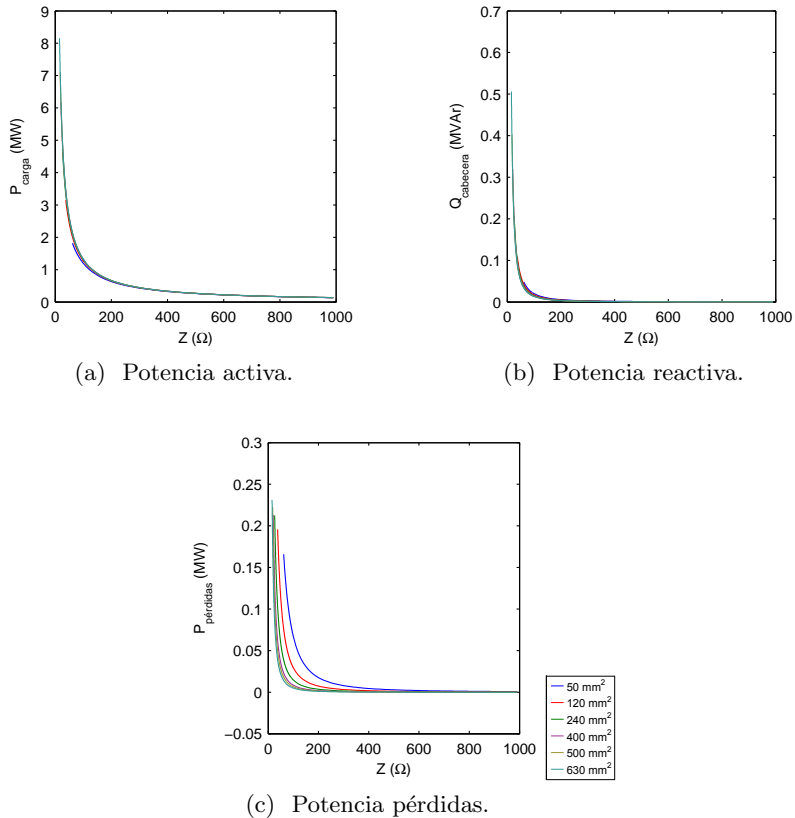 9
8
7
6
5
4
3
2
1
0
P_carga (MW)
0 200 400 600 800 1000
Z (Ω)
(a) Potencia activa.
0.7
0.6
0.5
0.4
0.3
0.2
0.1
0
Q_cabecera (MVAr)
0 200 400 600 800 1000
Z (Ω)
(b) Potencia reactiva.
0.3
0.25
0.2
0.15
0.1
0.05
0
−0.05
P_pérdidas (MW)
0 200 400 600 800 1000
Z (Ω)
50 mm²
120 mm²
240 mm²
400 mm²
500 mm²
630 mm²
(c) Potencia pérdidas.